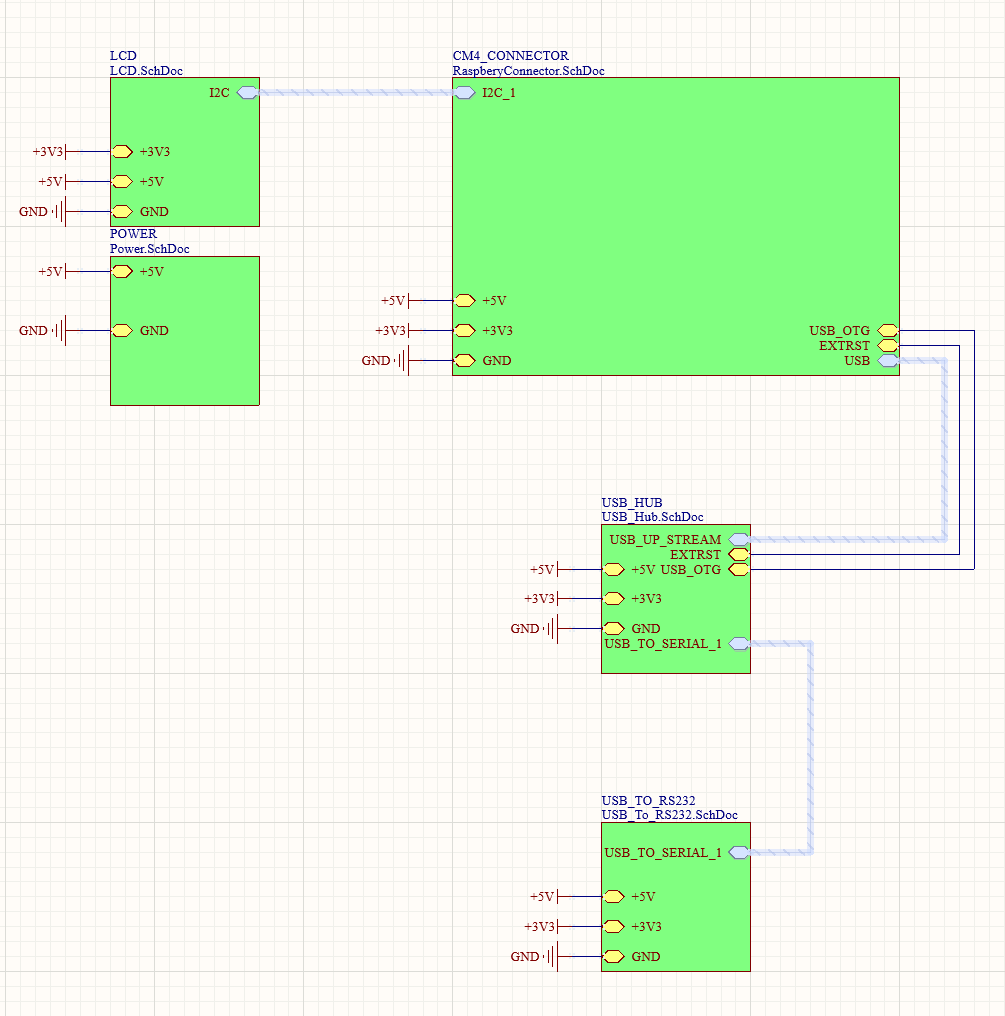 LCD
LCD.SchDoc
I2C
+3V3 +3V3
+5V +5V
GND GND
POWER
Power.SchDoc
+5V +5V
GND GND
CM4_CONNECTOR
RaspberyConnector.SchDoc
I2C_1
+5V +5V
+3V3 +3V3
GND GND
USB_OTG
EXTRST
USB
USB_HUB
USB_Hub.SchDoc
USB_UP_STREAM
EXTRST
+5V +5V USB_OTG
+3V3 +3V3
GND GND
USB_TO_SERIAL_1
USB_TO_RS232
USB_To_RS232.SchDoc
USB_TO_SERIAL_1
+5V +5V
+3V3 +3V3
GND GND